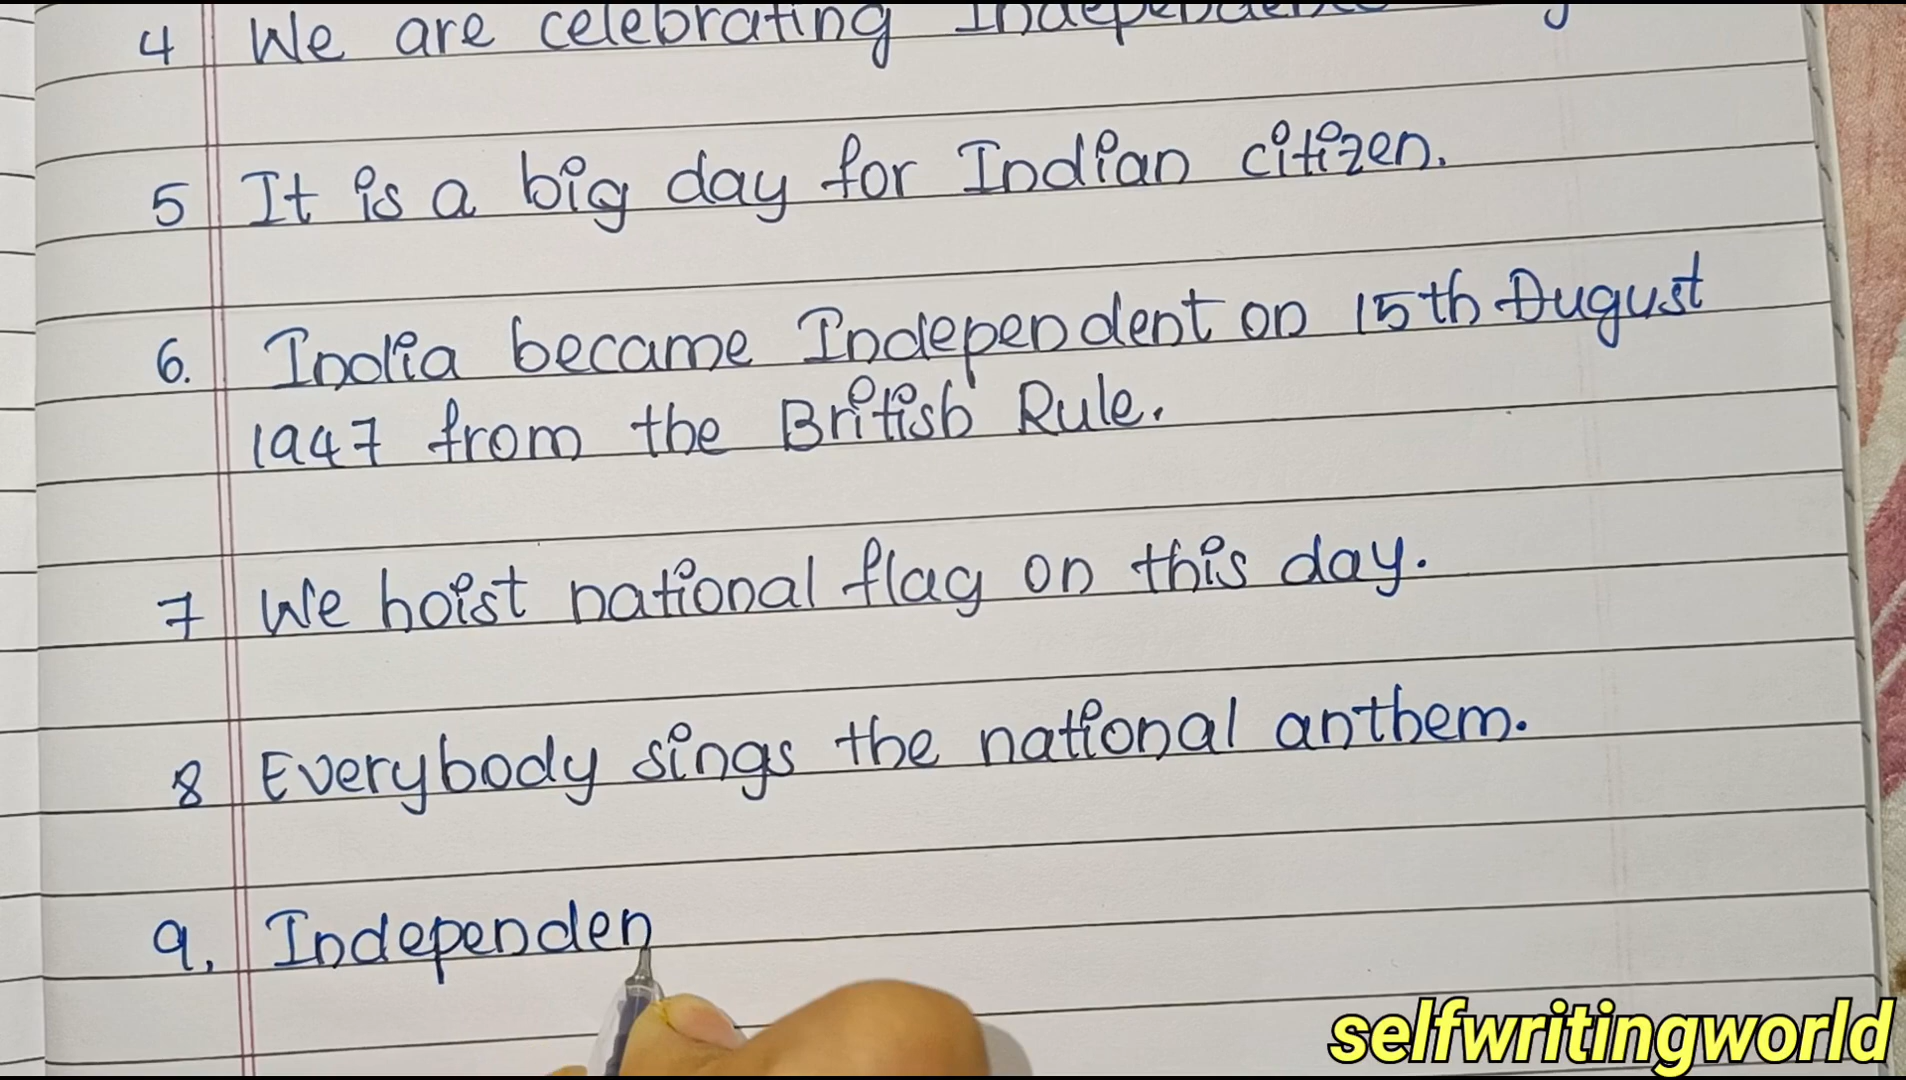 4 We are celebrating Independence
5 It is a big day for Indian citizen.
6. India became Independent on 15th August
1947 from the British Rule.
7 We hoist national flag on this day.
8 Everybody sings the national anthem.
9. Independen
selfwritingworld